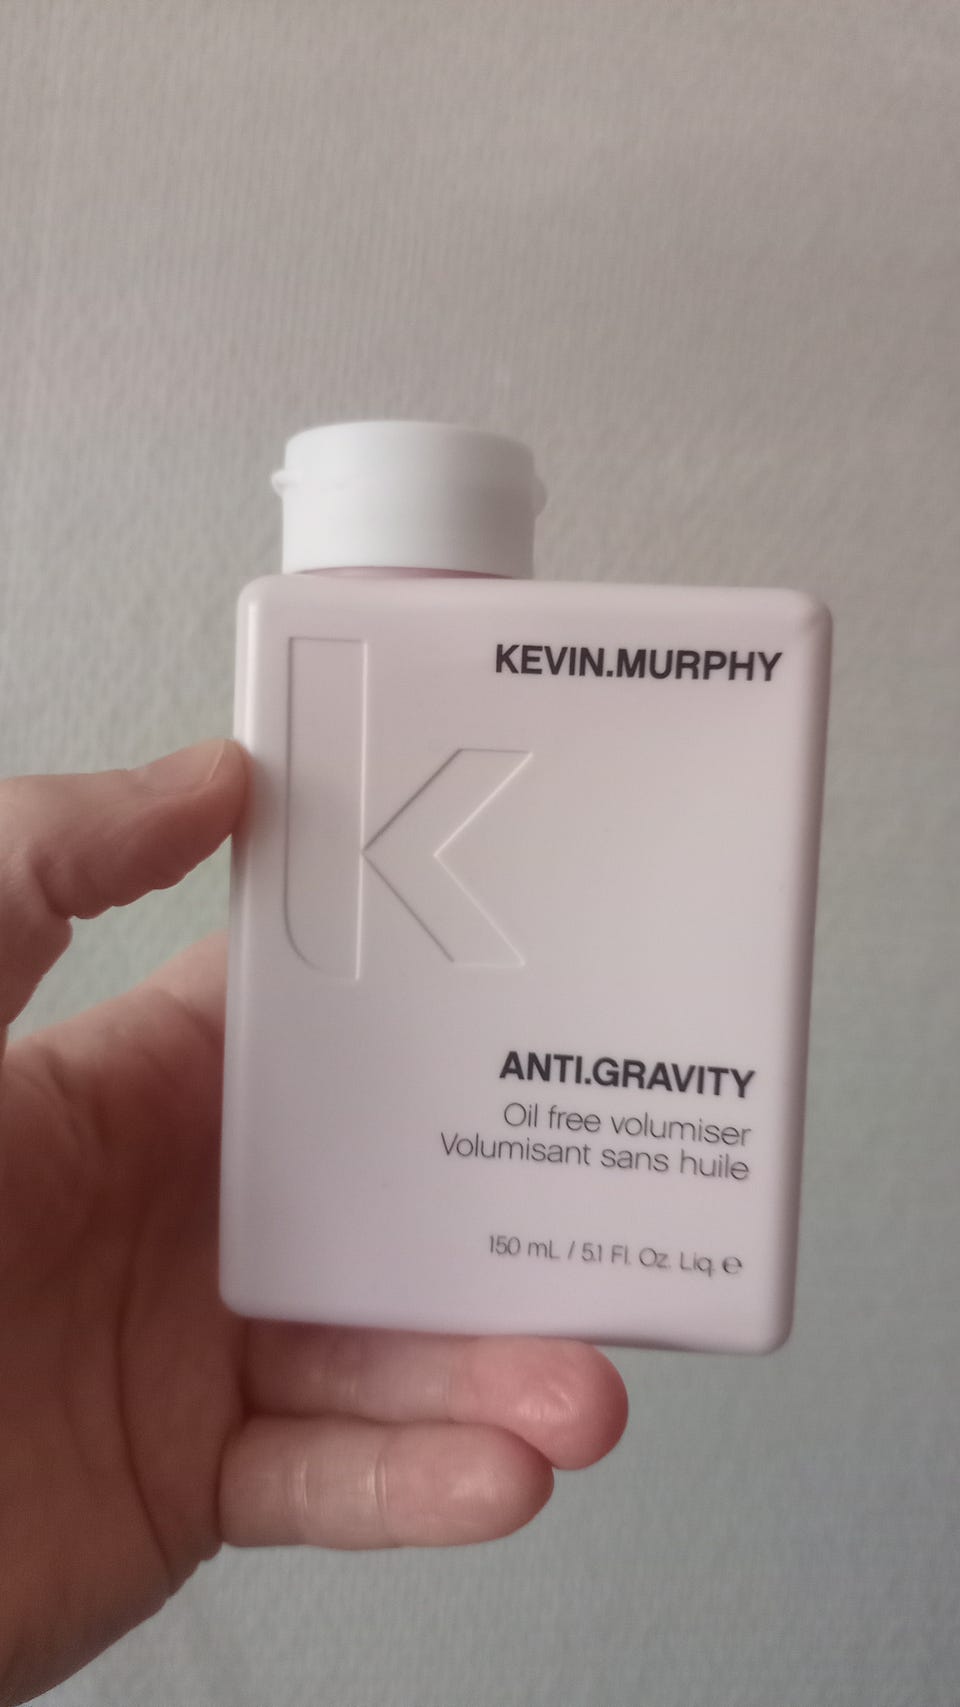 k
KEVIN.MURPHY
ANTI.GRAVITY
Oil free volumiser
Volumisant sans huile
150 mL / 5.1 Fl. Oz. Liq. ℮